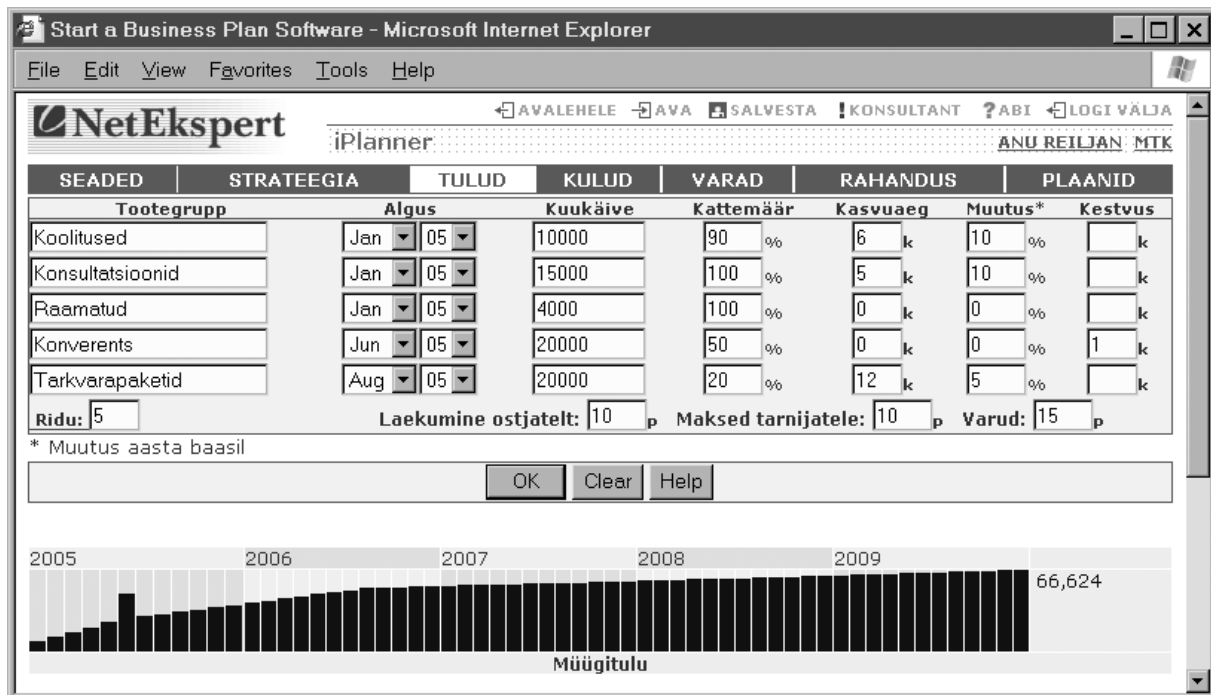 Start a Business Plan Software - Microsoft Internet Explorer
File Edit View Favorites Tools Help
NetEkspert
AVALEHELE AVA SALVESTA KONSULTANT ABI LOGI VÄLJA
iPlanner ANU REILJAN MTK
SEADED STRATEEGIA TULUD KULUD VARAD RAHANDUS PLAANID
Tootegrupp Algus Kuukäive Kattemäär Kasvuaeg Muutus* Kestvus
Koolitused Jan 05 10000 90 % 6 k 10 % k
Konsultatsioonid Jan 05 15000 100 % 5 k 10 % k
Raamatud Jan 05 4000 100 % 0 k 0 % k
Konverents Jun 05 20000 50 % 0 k 0 % 1 k
Tarkvarapaketid Aug 05 20000 20 % 12 k 5 % k
Ridu: 5 Laekumine ostjatelt: 10 p Maksed tarnijatele: 10 p Varud: 15 p
* Muutus aasta baasil
OK Clear Help
2005 2006 2007 2008 2009
66,624
Müügitulu